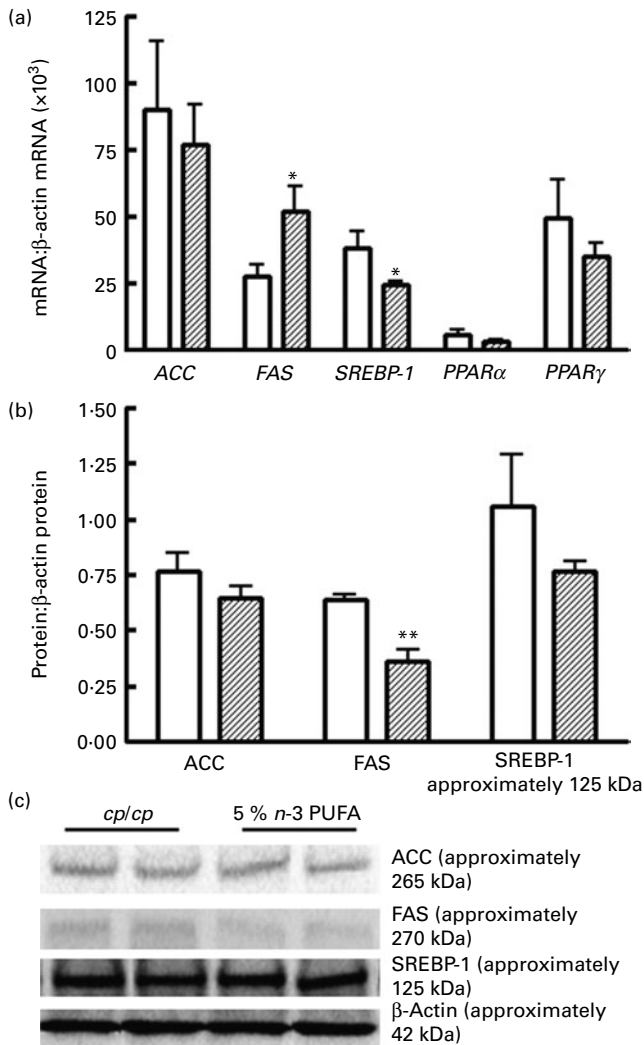 (a)
mRNA:β-actin mRNA (×10³)
125
100
75
50
25
0
*
*
ACC FAS SREBP-1 PPARα PPARγ
(b)
Protein:β-actin protein
1·50
1·25
1·00
0·75
0·50
0·25
0·00
**
ACC FAS SREBP-1
approximately 125 kDa
(c)
cp/cp 5 % n-3 PUFA
ACC (approximately
265 kDa)
FAS (approximately
270 kDa)
SREBP-1 (approximately
125 kDa)
β-Actin (approximately
42 kDa)